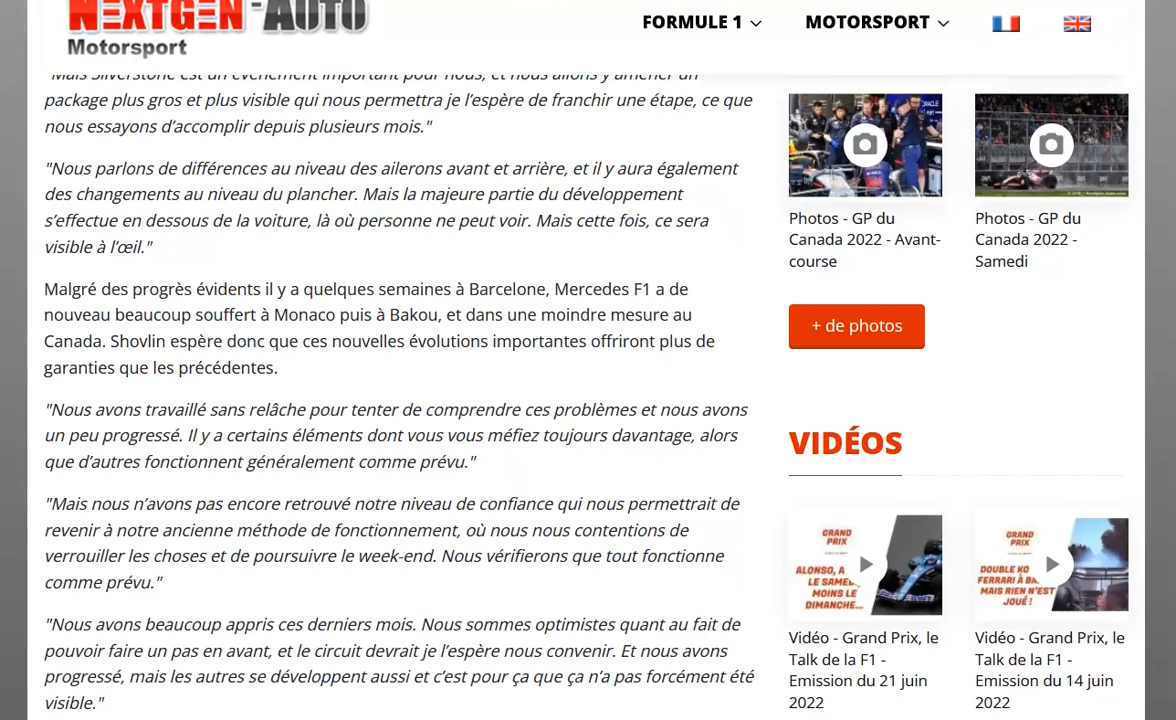 NEXTGEN-AUTO
Motorsport
FORMULE 1
MOTORSPORT
"Mais Silverstone est un événement important pour nous, et nous allons y amener un
package plus gros et plus visible qui nous permettra je l’espère de franchir une étape, ce que
nous essayons d’accomplir depuis plusieurs mois."
"Nous parlons de différences au niveau des ailerons avant et arrière, et il y aura également
des changements au niveau du plancher. Mais la majeure partie du développement
s’effectue en dessous de la voiture, là où personne ne peut voir. Mais cette fois, ce sera
visible à l’œil."
Malgré des progrès évidents il y a quelques semaines à Barcelone, Mercedes F1 a de
nouveau beaucoup souffert à Monaco puis à Bakou, et dans une moindre mesure au
Canada. Shovlin espère donc que ces nouvelles évolutions importantes offriront plus de
garanties que les précédentes.
"Nous avons travaillé sans relâche pour tenter de comprendre ces problèmes et nous avons
un peu progressé. Il y a certains éléments dont vous vous méfiez toujours davantage, alors
que d’autres fonctionnent généralement comme prévu."
"Mais nous n’avons pas encore retrouvé notre niveau de confiance qui nous permettrait de
revenir à notre ancienne méthode de fonctionnement, où nous nous contentions de
verrouiller les choses et de poursuivre le week-end. Nous vérifierons que tout fonctionne
comme prévu."
"Nous avons beaucoup appris ces derniers mois. Nous sommes optimistes quant au fait de
pouvoir faire un pas en avant, et le circuit devrait je l’espère nous convenir. Et nous avons
progressé, mais les autres se développent aussi et c’est pour ça que ça n’a pas forcément été
visible."
Photos - GP du
Canada 2022 - Avant-
course
Photos - GP du
Canada 2022 -
Samedi
+ de photos
VIDÉOS
GRAND
PRIX
ALONSO, A
LE SAMEDI
MOINS LE
DIMANCHE...
GRAND
PRIX
DOUBLE KO
FERRARI À BA
MAIS RIEN N'EST
JOUÉ !
Vidéo - Grand Prix, le
Talk de la F1 -
Emission du 21 juin
2022
Vidéo - Grand Prix, le
Talk de la F1 -
Emission du 14 juin
2022